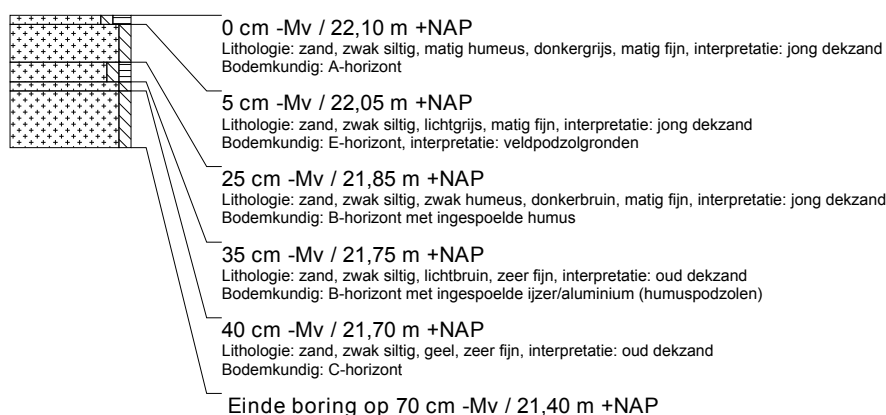 0 cm -Mv / 22,10 m +NAP
Lithologie: zand, zwak siltig, matig humeus, donkergrijs, matig fijn, interpretatie: jong dekzand
Bodemkundig: A-horizont
5 cm -Mv / 22,05 m +NAP
Lithologie: zand, zwak siltig, lichtgrijs, matig fijn, interpretatie: jong dekzand
Bodemkundig: E-horizont, interpretatie: veldpodzolgronden
25 cm -Mv / 21,85 m +NAP
Lithologie: zand, zwak siltig, zwak humeus, donkerbruin, matig fijn, interpretatie: jong dekzand
Bodemkundig: B-horizont met ingespoelde humus
35 cm -Mv / 21,75 m +NAP
Lithologie: zand, zwak siltig, lichtbruin, zeer fijn, interpretatie: oud dekzand
Bodemkundig: B-horizont met ingespoelde ijzer/aluminium (humuspodzolen)
40 cm -Mv / 21,70 m +NAP
Lithologie: zand, zwak siltig, geel, zeer fijn, interpretatie: oud dekzand
Bodemkundig: C-horizont
Einde boring op 70 cm -Mv / 21,40 m +NAP